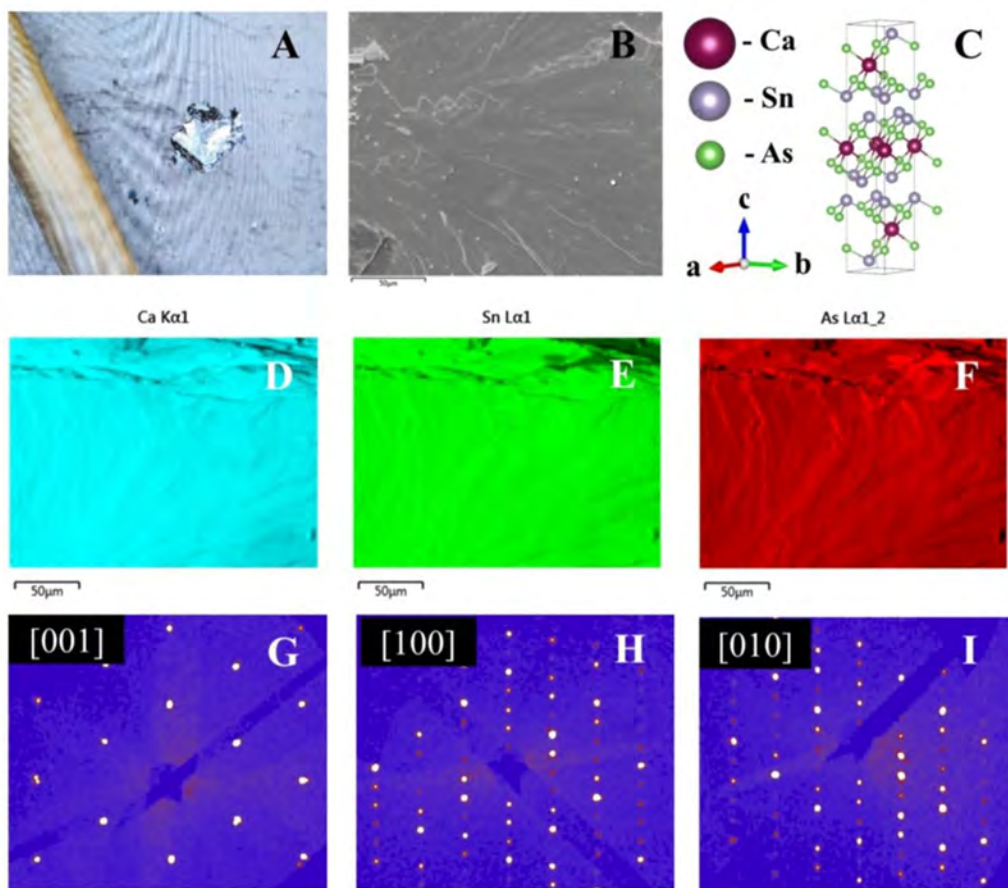 A
B
C
- Ca
- Sn
- As
c
a
b
50μm
Ca Kα1
Sn Lα1
As Lα1_2
D
E
F
50μm
50μm
50μm
[001]
G
[100]
H
[010]
I